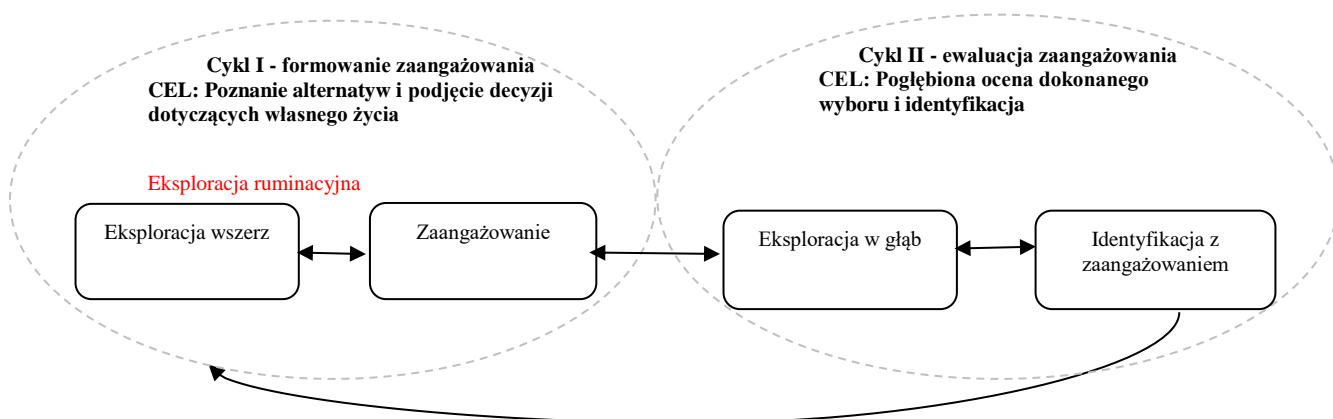 Cykl I - formowanie zaangażowania
CEL: Poznanie alternatyw i podjęcie decyzji
dotyczących własnego życia
Cykl II - ewaluacja zaangażowania
CEL: Pogłębiona ocena dokonanego
wyboru i identyfikacja
Eksploracja ruminacyjna
Eksploracja wszerz
Zaangażowanie
Eksploracja w głąb
Identyfikacja z
zaangażowaniem